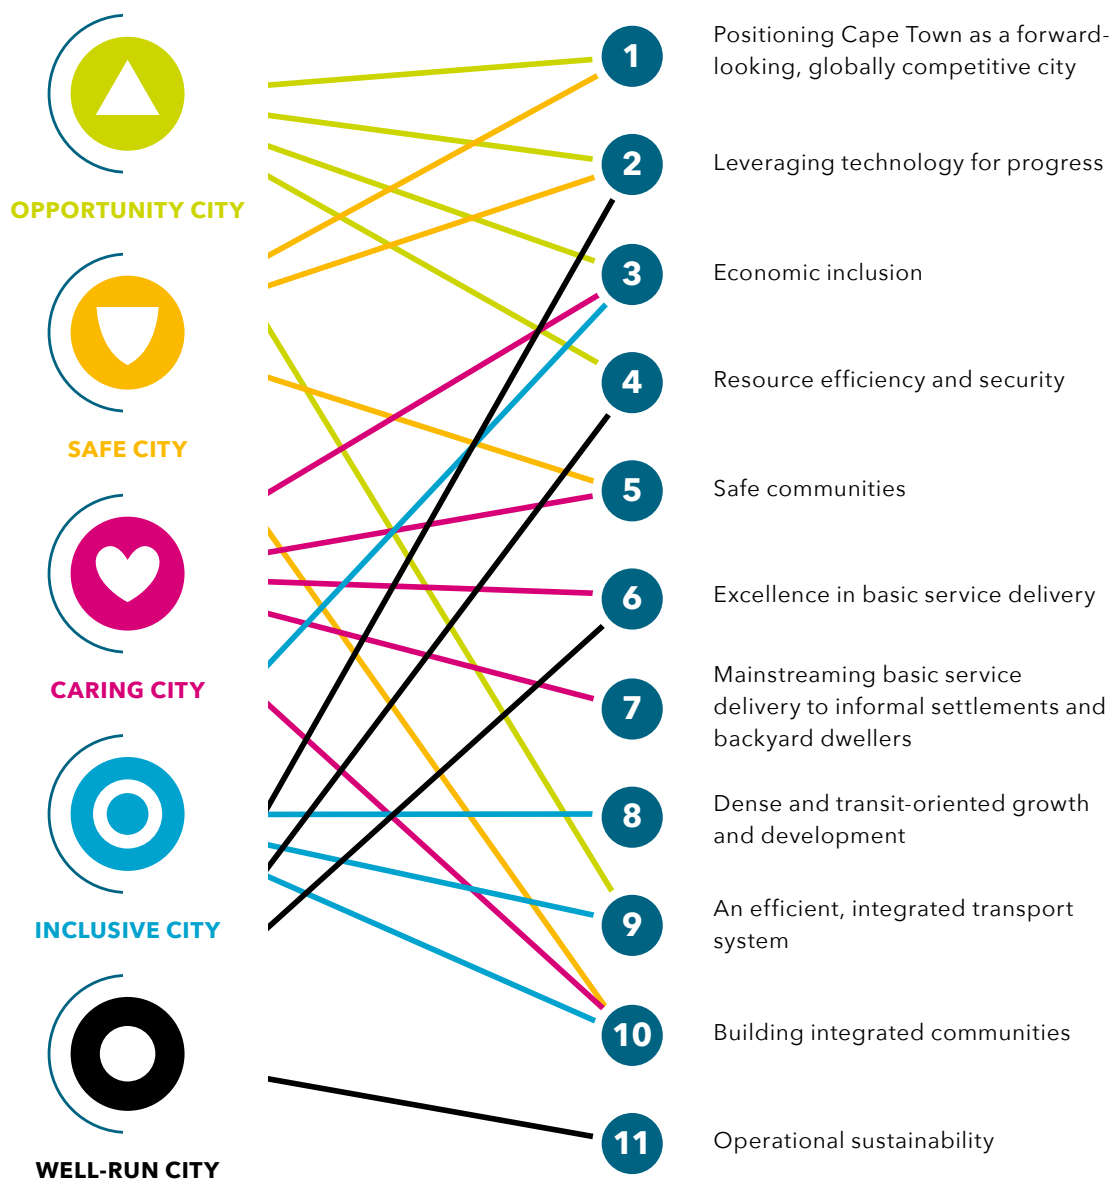 OPPORTUNITY CITY
SAFE CITY
CARING CITY
INCLUSIVE CITY
WELL-RUN CITY
1
Positioning Cape Town as a forward-
looking, globally competitive city
2
Leveraging technology for progress
3
Economic inclusion
4
Resource efficiency and security
5
Safe communities
6
Excellence in basic service delivery
7
Mainstreaming basic service
delivery to informal settlements and
backyard dwellers
8
Dense and transit-oriented growth
and development
9
An efficient, integrated transport
system
10
Building integrated communities
11
Operational sustainability